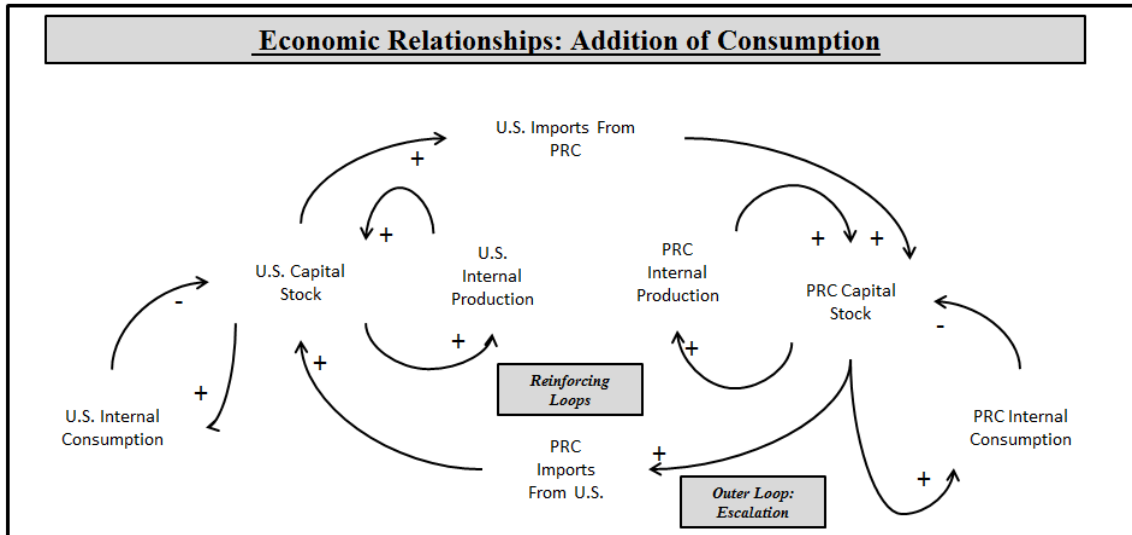 Economic Relationships: Addition of Consumption
U.S. Imports From
PRC
+
+
+
+
U.S. Capital
Stock
U.S.
Internal
Production
PRC
Internal
Production
PRC Capital
Stock
-
-
+
+
+
+
Reinforcing
Loops
U.S. Internal
Consumption
PRC Internal
Consumption
PRC
Imports
From U.S.
+
+
Outer Loop:
Escalation